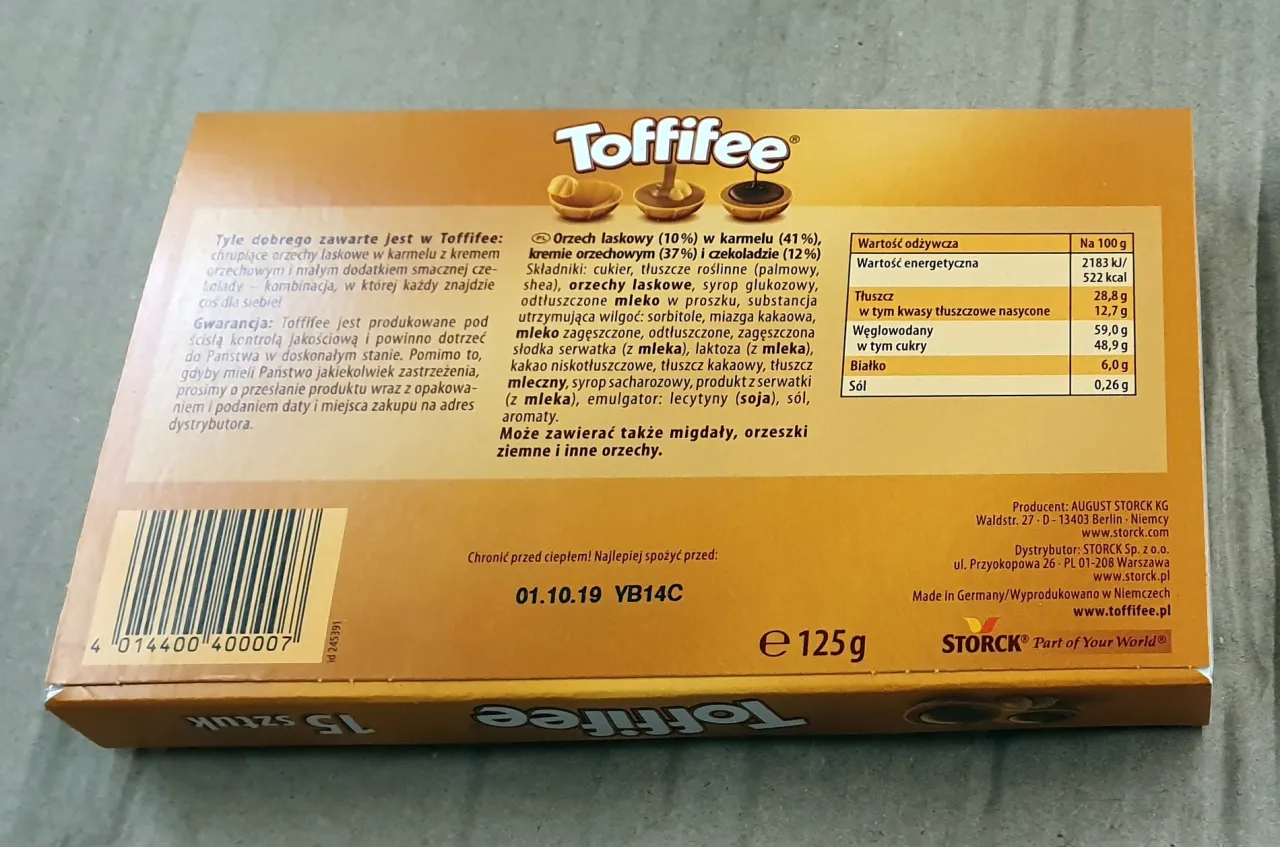 Toffifee®
Tyle dobrego zawarte jest w Toffifee:
chrupiące orzechy laskowe w karmelu z kremem
orzechowym i małym dodatkiem smacznej cze-
kolady – kombinacja, w której każdy znajdzie
coś dla siebie!
Gwarancja: Toffifee jest produkowane pod
ścisłą kontrolą jakościową i powinno dotrzeć
do Państwa w doskonałym stanie. Pomimo to,
gdyby mieli Państwo jakiekolwiek zastrzeżenia,
prosimy o przesłanie produktu wraz z opakowa-
niem i podaniem daty i miejsca zakupu na adres
dystrybutora.
PL Orzech laskowy (10%) w karmelu (41%),
kremie orzechowym (37%) i czekoladzie (12%)
Składniki: cukier, tłuszcze roślinne (palmowy,
shea), orzechy laskowe, syrop glukozowy,
odtłuszczone mleko w proszku, substancja
utrzymująca wilgoć: sorbitole, miazga kakaowa,
mleko zagęszczone, odtłuszczone, zagęszczona
słodka serwatka (z mleka), laktoza (z mleka),
kakao niskotłuszczowe, tłuszcz kakaowy, tłuszcz
mleczny, syrop sacharozowy, produkt z serwatki
(z mleka), emulgator: lecytyny (soja), sól,
aromaty.
Może zawierać także migdały, orzeszki
ziemne i inne orzechy.
Wartość odżywcza Na 100 g
Wartość energetyczna 2183 kJ/
522 kcal
Tłuszcz 28,8 g
w tym kwasy tłuszczowe nasycone 12,7 g
Węglowodany 59,0 g
w tym cukry 48,9 g
Białko 6,0 g
Sól 0,26 g
Producent: AUGUST STORCK KG
Waldstr. 27 · D - 13403 Berlin · Niemcy
www.storck.com
Dystrybutor: STORCK Sp. z o.o.
ul. Przyokopowa 26 · PL 01-208 Warszawa
www.storck.pl
Made in Germany/Wyprodukowano w Niemczech
www.toffifee.pl
STORCK® Part of Your World®
Chronić przed ciepłem! Najlepiej spożyć przed:
01.10.19 YB14C
e 125g
4 014400 400007
Id 245391
15 sztuk
Toffifee